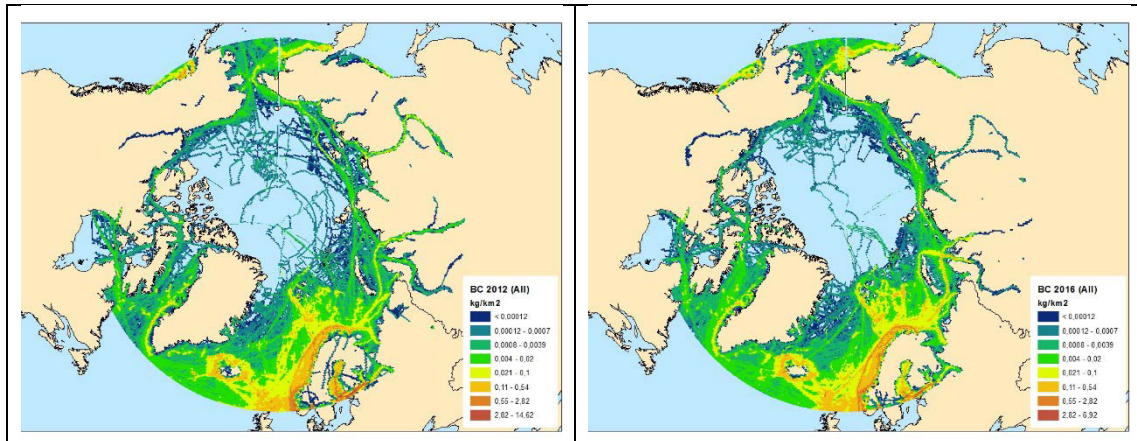 BC 2012 (All)
kg/km2
< 0,00012
0,00012 - 0,0007
0,0008 - 0,0039
0,004 - 0,02
0,021 - 0,1
0,11 - 0,54
0,55 - 2,82
2,82 - 14,62
BC 2016 (All)
kg/km2
< 0,00012
0,00012 - 0,0007
0,0008 - 0,0039
0,004 - 0,02
0,021 - 0,1
0,11 - 0,54
0,55 - 2,82
2,82 - 6,92